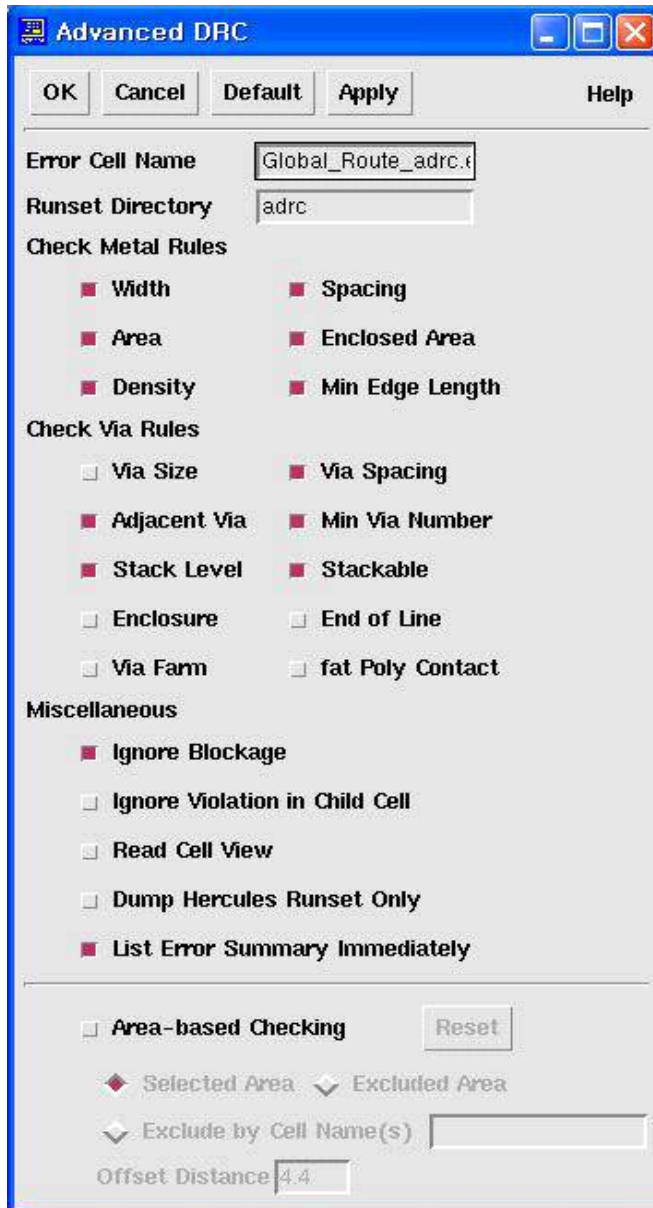 Advanced DRC
OK Cancel Default Apply Help
Error Cell Name Global_Route_adrc.e
Runset Directory adrc
Check Metal Rules
Width Spacing
Area Enclosed Area
Density Min Edge Length
Check Via Rules
Via Size Via Spacing
Adjacent Via Min Via Number
Stack Level Stackable
Enclosure End of Line
Via Farm fat Poly Contact
Miscellaneous
Ignore Blockage
Ignore Violation in Child Cell
Read Cell View
Dump Hercules Runset Only
List Error Summary Immediately
Area-based Checking Reset
Selected Area Excluded Area
Exclude by Cell Name(s)
Offset Distance 4.4